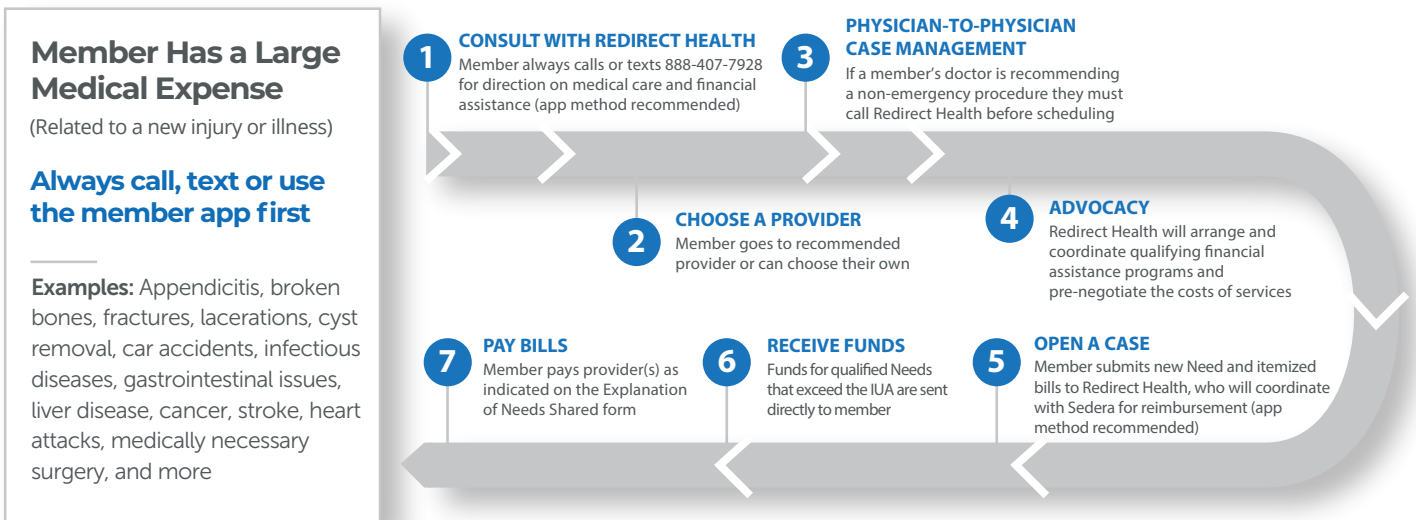 Member Has a Large
Medical Expense
(Related to a new injury or illness)
Always call, text or use
the member app first
Examples: Appendicitis, broken
bones, fractures, lacerations, cyst
removal, car accidents, infectious
diseases, gastrointestinal issues,
liver disease, cancer, stroke, heart
attacks, medically necessary
surgery, and more
1
CONSULT WITH REDIRECT HEALTH
Member always calls or texts 888-407-7928
for direction on medical care and financial
assistance (app method recommended)
2
CHOOSE A PROVIDER
Member goes to recommended
provider or can choose their own
3
PHYSICIAN-TO-PHYSICIAN
CASE MANAGEMENT
If a member's doctor is recommending
a non-emergency procedure they must
call Redirect Health before scheduling
4
ADVOCACY
Redirect Health will arrange and
coordinate qualifying financial
assistance programs and
pre-negotiate the costs of services
5
OPEN A CASE
Member submits new Need and itemized
bills to Redirect Health, who will coordinate
with Sedera for reimbursement (app
method recommended)
6
RECEIVE FUNDS
Funds for qualified Needs
that exceed the IUA are sent
directly to member
7
PAY BILLS
Member pays provider(s) as
indicated on the Explanation
of Needs Shared form